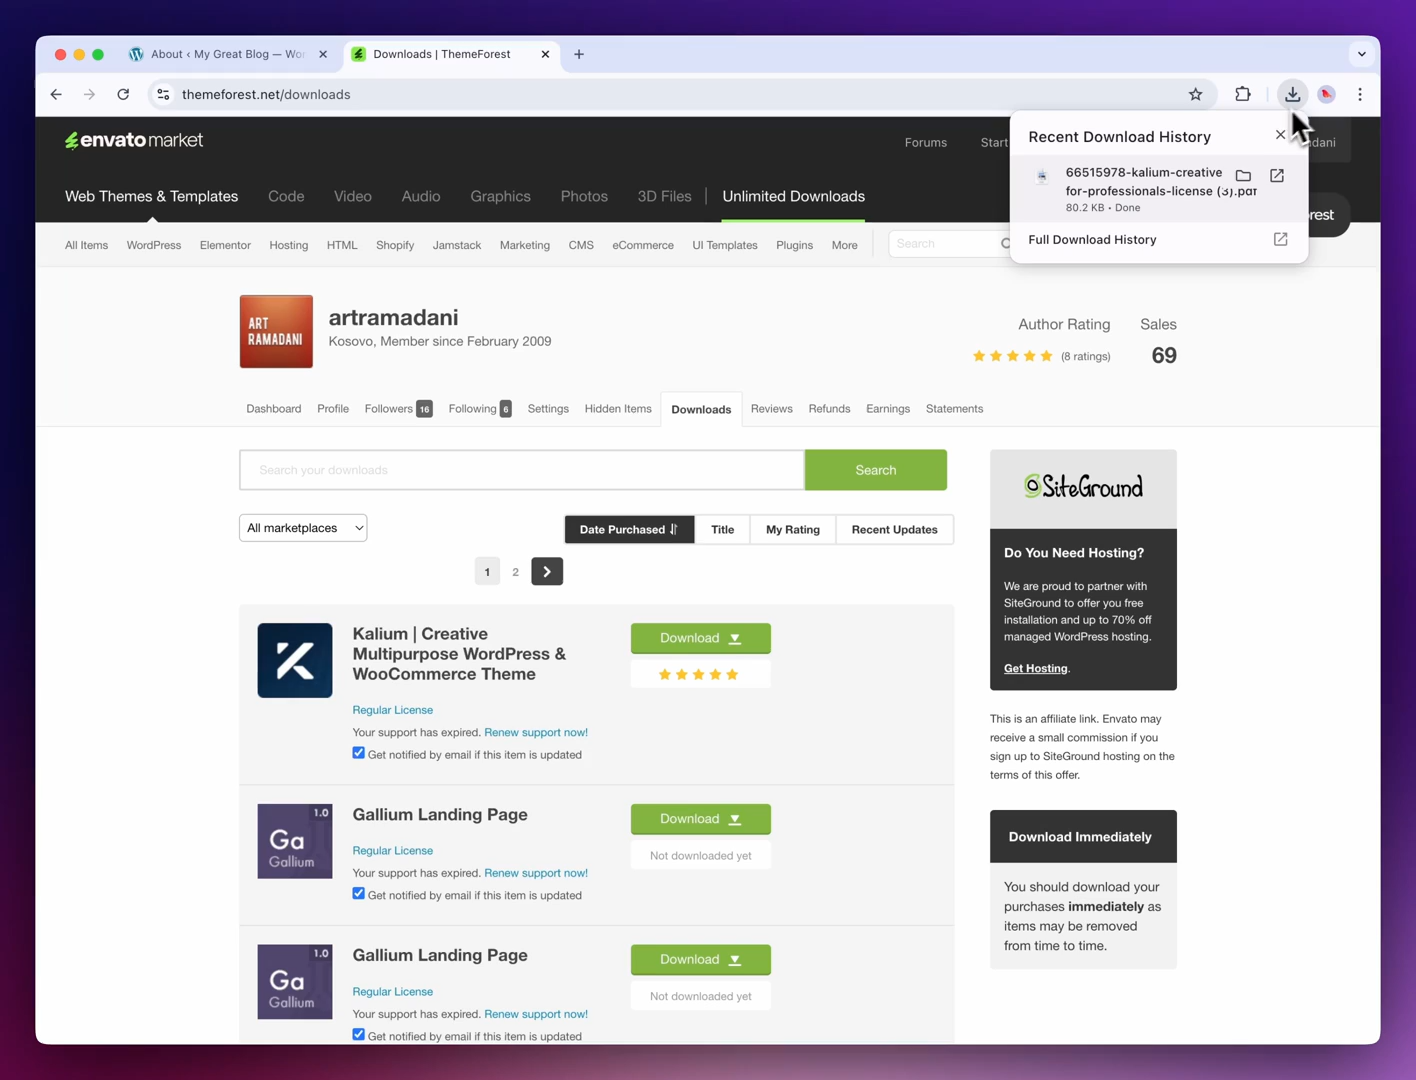 About ‹ My Great Blog — Wor
Downloads | ThemeForest
themeforest.net/downloads
Recent Download History
66515978-kalium-creative
for-professionals-license (3).pdf
80.2 KB • Done
Full Download History
envato market
Forums
Start
dani
Web Themes & Templates
Code
Video
Audio
Graphics
Photos
3D Files
Unlimited Downloads
rest
All Items
WordPress
Elementor
Hosting
HTML
Shopify
Jamstack
Marketing
CMS
eCommerce
UI Templates
Plugins
More
Search
ART
RAMADANI
artramadani
Kosovo, Member since February 2009
Author Rating
(8 ratings)
Sales
69
Dashboard
Profile
Followers 16
Following 6
Settings
Hidden Items
Downloads
Reviews
Refunds
Earnings
Statements
Search your downloads
Search
All marketplaces
Date Purchased
Title
My Rating
Recent Updates
1
2
Kalium | Creative
Multipurpose WordPress &
WooCommerce Theme
Regular License
Your support has expired. Renew support now!
Get notified by email if this item is updated
Download
1.0
Ga
Gallium
Gallium Landing Page
Regular License
Your support has expired. Renew support now!
Get notified by email if this item is updated
Download
Not downloaded yet
1.0
Ga
Gallium
Gallium Landing Page
Regular License
Your support has expired. Renew support now!
Get notified by email if this item is updated
Download
Not downloaded yet
SiteGround
Do You Need Hosting?
We are proud to partner with
SiteGround to offer you free
installation and up to 70% off
managed WordPress hosting.
Get Hosting.
This is an affiliate link. Envato may
receive a small commission if you
sign up to SiteGround hosting on the
terms of this offer.
Download Immediately
You should download your
purchases immediately as
items may be removed
from time to time.